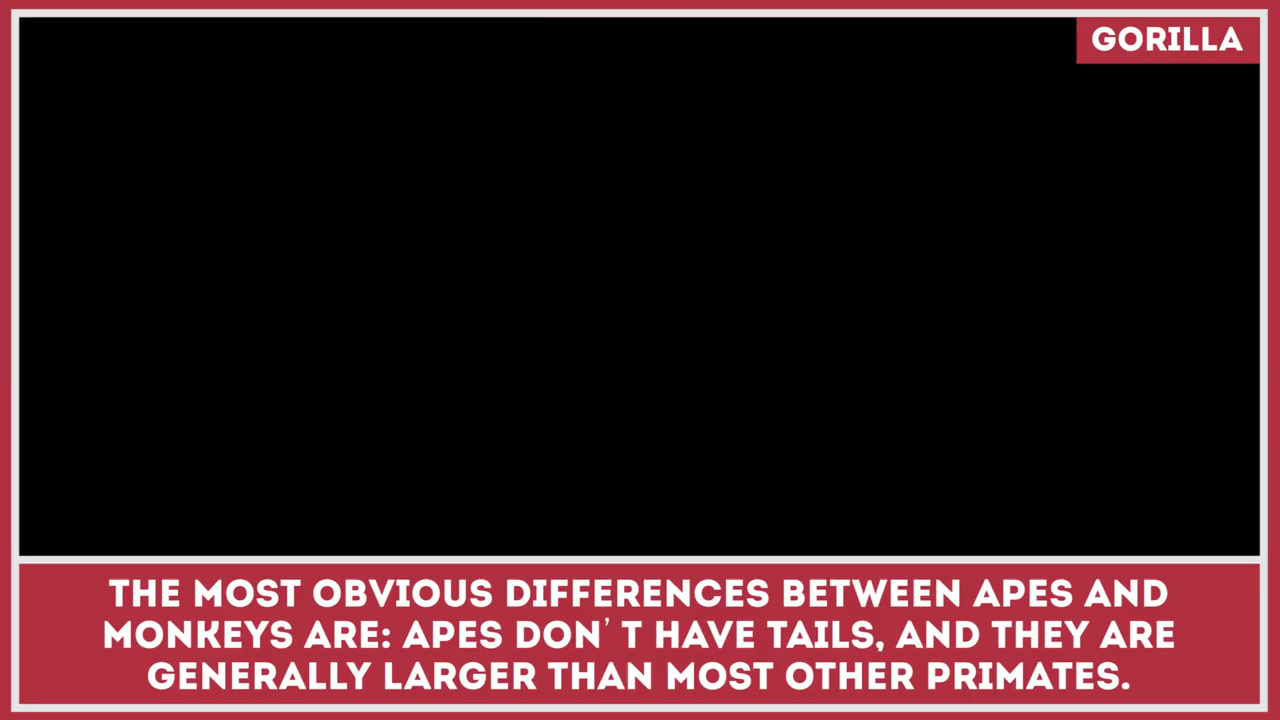 GORILLA
THE MOST OBVIOUS DIFFERENCES BETWEEN APES AND
MONKEYS ARE: APES DON'T HAVE TAILS, AND THEY ARE
GENERALLY LARGER THAN MOST OTHER PRIMATES.